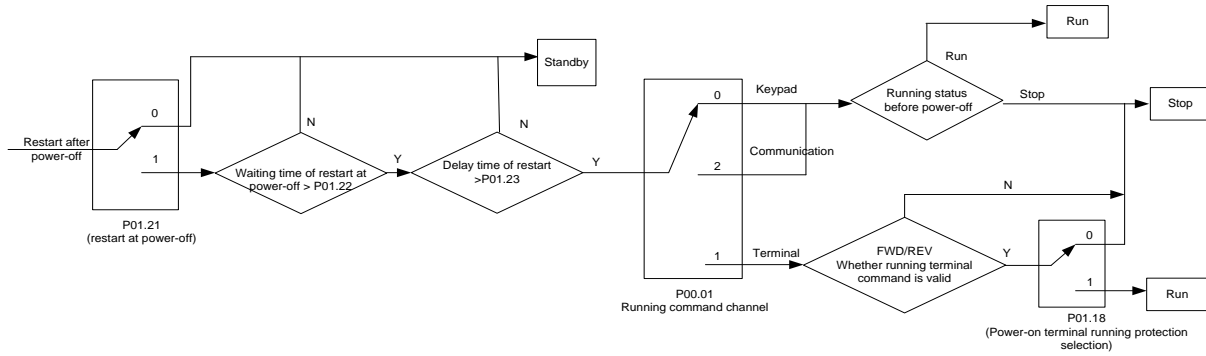 Restart after
power-off
0
1
P01.21
(restart at power-off)
N
Waiting time of restart at
power-off > P01.22
Y
N
Delay time of restart
>P01.23
Y
Standby
0
Keypad
Communication
2
1
Terminal
P00.01
Running command channel
Run
Run
Running status
before power-off
Stop
Stop
N
FWD/REV
Whether running terminal
command is valid
Y
0
1
Run
P01.18
(Power-on terminal running protection
selection)